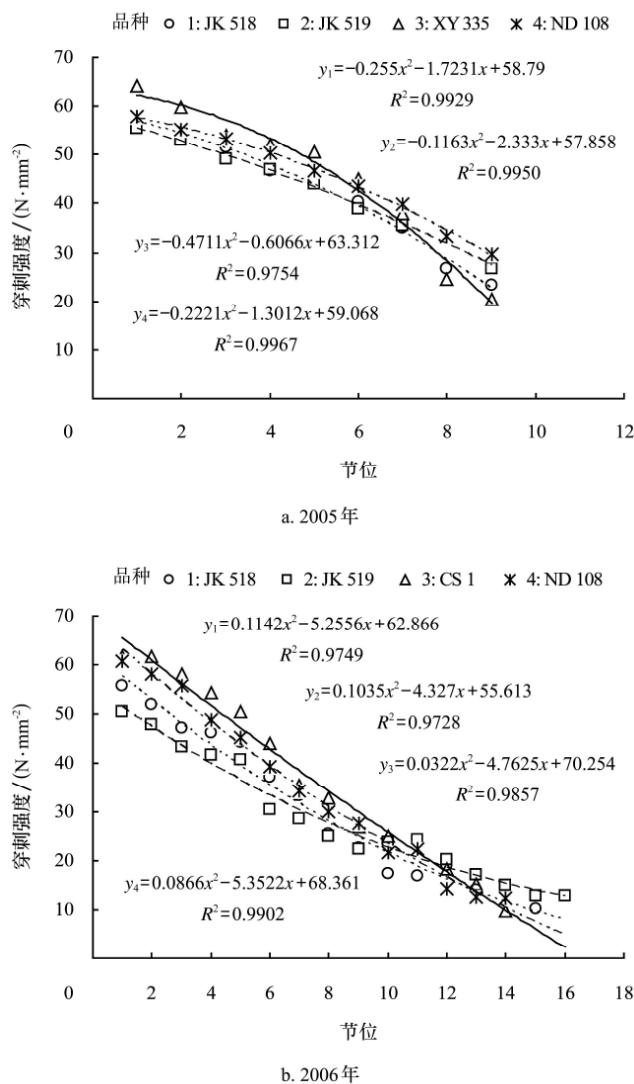 品种 ○ 1: JK 518 □ 2: JK 519 △ 3: XY 335 ✳ 4: ND 108
70
60
50
40
30
20
10
0
2
4
6
8
10
12
穿刺强度/(N·mm⁻²)
y₁=−0.255x²−1.7231x+58.79
R²=0.9929
y₂=−0.1163x²−2.333x+57.858
R²=0.9950
y₃=−0.4711x²−0.6066x+63.312
R²=0.9754
y₄=−0.2221x²−1.3012x+59.068
R²=0.9967
节位
a. 2005年
品种 ○ 1: JK 518 □ 2: JK 519 △ 3: CS 1 ✳ 4: ND 108
70
60
50
40
30
20
10
0
2
4
6
8
10
12
14
16
18
穿刺强度/(N·mm⁻²)
y₁=0.1142x²−5.2556x+62.866
R²=0.9749
y₂=0.1035x²−4.327x+55.613
R²=0.9728
y₃=0.0322x²−4.7625x+70.254
R²=0.9857
y₄=0.0866x²−5.3522x+68.361
R²=0.9902
节位
b. 2006年